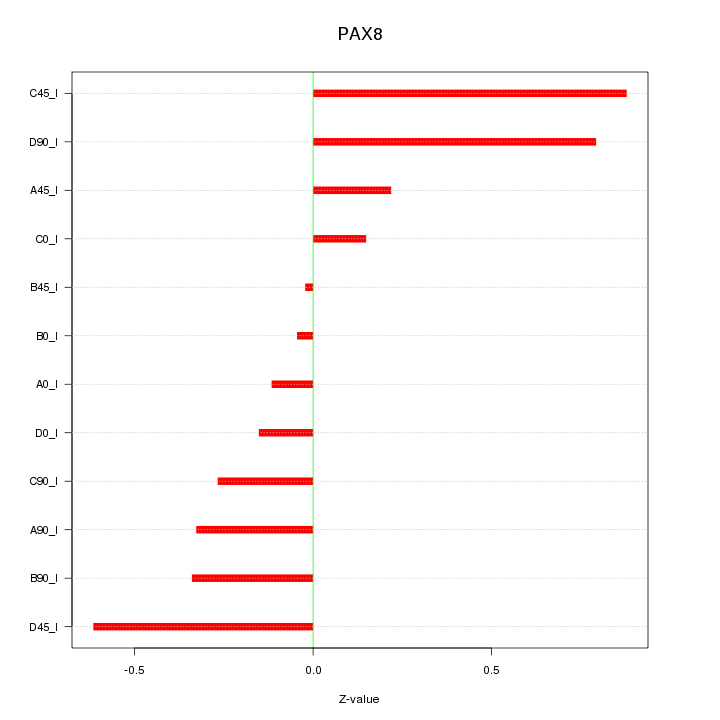 PAX8
C45_I
D90_I
A45_I
C0_I
B45_I
B0_I
A0_I
D0_I
C90_I
A90_I
B90_I
D45_I
-0.5 0.0 0.5
Z-value